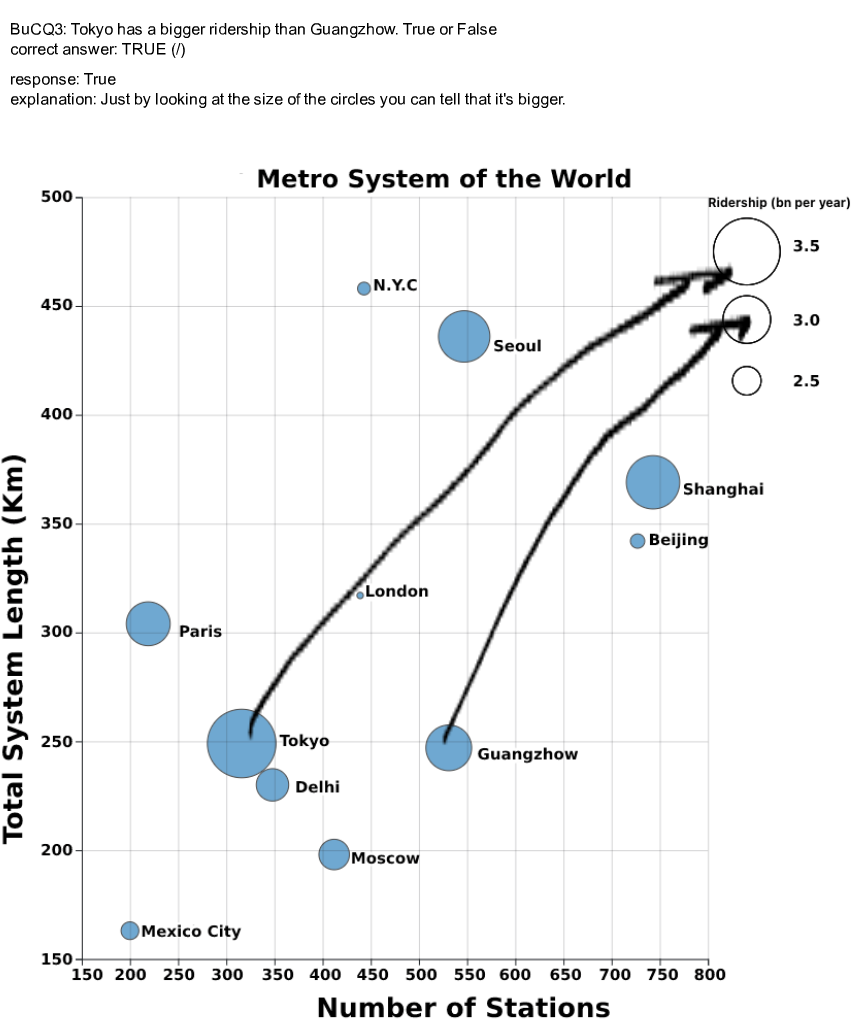 BuCQ3: Tokyo has a bigger ridership than Guangzhow. True or False
correct answer: TRUE (/)
response: True
explanation: Just by looking at the size of the circles you can tell that it's bigger.
Metro System of the World
Ridership (bn per year)
3.5
3.0
2.5
500
450
400
350
300
250
200
150
Total System Length (Km)
N.Y.C
Seoul
Shanghai
Beijing
London
Paris
Tokyo
Guangzhow
Delhi
Moscow
Mexico City
150 200 250 300 350 400 450 500 550 600 650 700 750 800
Number of Stations